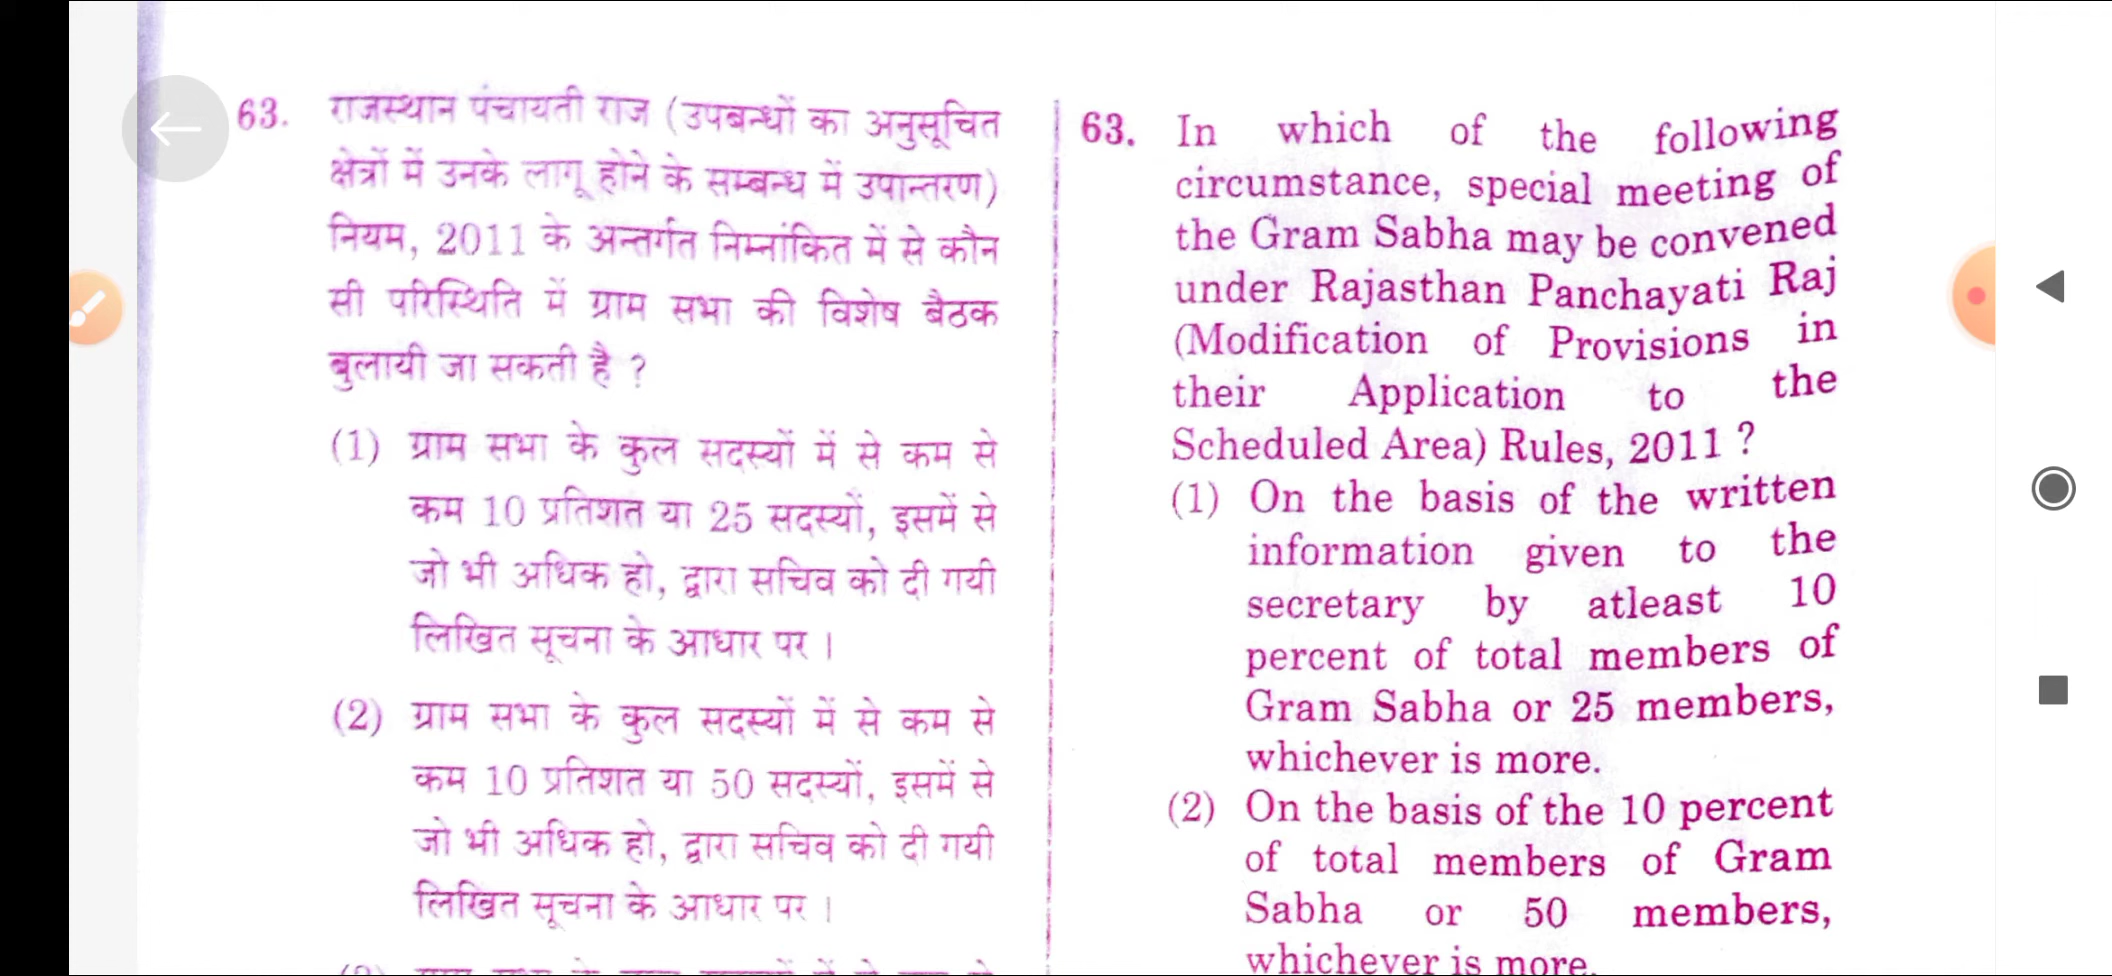 63. राजस्थान पंचायती राज (उपबन्धों का अनुसूचित
क्षेत्रों में उनके लागू होने के सम्बन्ध में उपान्तरण)
नियम, 2011 के अन्तर्गत निम्नांकित में से कौन
सी परिस्थिति में ग्राम सभा की विशेष बैठक
बुलायी जा सकती है ?
(1) ग्राम सभा के कुल सदस्यों में से कम से
कम 10 प्रतिशत या 25 सदस्यों, इसमें से
जो भी अधिक हो, द्वारा सचिव को दी गयी
लिखित सूचना के आधार पर ।
(2) ग्राम सभा के कुल सदस्यों में से कम से
कम 10 प्रतिशत या 50 सदस्यों, इसमें से
जो भी अधिक हो, द्वारा सचिव को दी गयी
लिखित सूचना के आधार पर ।
63. In which of the following
circumstance, special meeting of
the Gram Sabha may be convened
under Rajasthan Panchayati Raj
(Modification of Provisions in
their Application to the
Scheduled Area) Rules, 2011 ?
(1) On the basis of the written
information given to the
secretary by atleast 10
percent of total members of
Gram Sabha or 25 members,
whichever is more.
(2) On the basis of the 10 percent
of total members of Gram
Sabha or 50 members,
whichever is more.